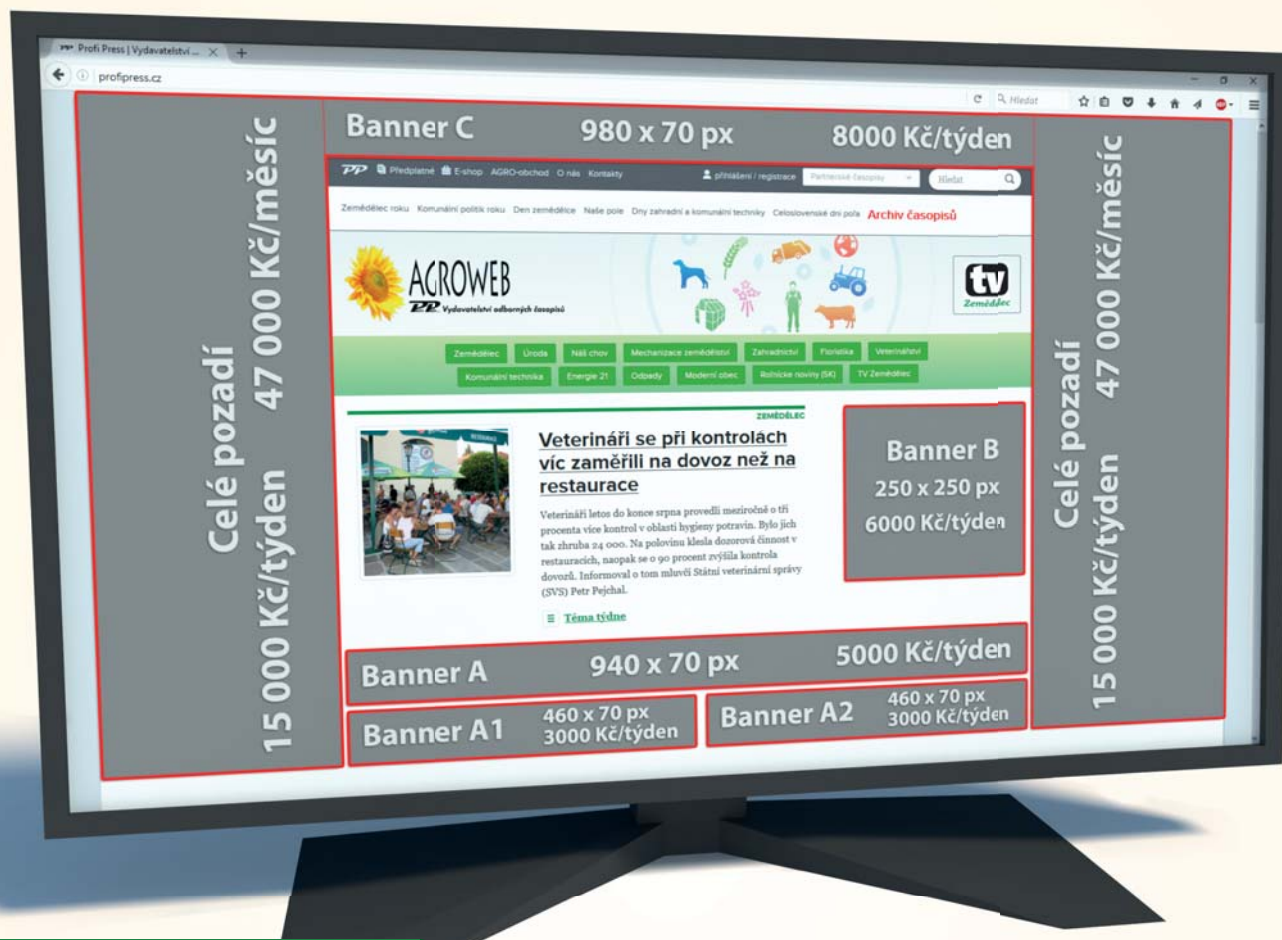 Profi Press | Vydavatelství ...
profipress.cz
Hledat
Celé pozadí
15 000 Kč/týden 47 000 Kč/měsíc
Banner C 980 x 70 px 8000 Kč/týden
PP Předplatné E-shop AGRO-obchod O nás Kontakty přihlášení / registrace Partnerské časopisy Hledat
Zemědělec roku Komunální politik roku Den zemědělce Naše pole Dny zahradní a komunální techniky Celoslovenské dni poľa Archiv časopisů
AGROWEB
PP Vydavatelství odborných časopisů
tv
Zemědělec
Zemědělec Úroda Náš chov Mechanizace zemědělství Zahradnictví Floristika Veterinářství
Komunální technika Energie 21 Odpady Moderní obec Roľnícke noviny (SK) TV Zemědělec
ZEMĚDĚLEC
Veterináři se při kontrolách
víc zaměřili na dovoz než na
restaurace
Veterináři letos do konce srpna provedli meziročně o tři
procenta více kontrol v oblasti hygieny potravin. Bylo jich
tak zhruba 24 000. Na polovinu klesla dozorová činnost v
restauracích, naopak se o 90 procent zvýšila kontrola
dovozů. Informoval o tom mluvčí Státní veterinární správy
(SVS) Petr Pejchal.
Téma týdne
Banner B
250 x 250 px
6000 Kč/týden
Banner A 940 x 70 px 5000 Kč/týden
Banner A1 460 x 70 px
3000 Kč/týden
Banner A2 460 x 70 px
3000 Kč/týden
Celé pozadí
15 000 Kč/týden 47 000 Kč/měsíc